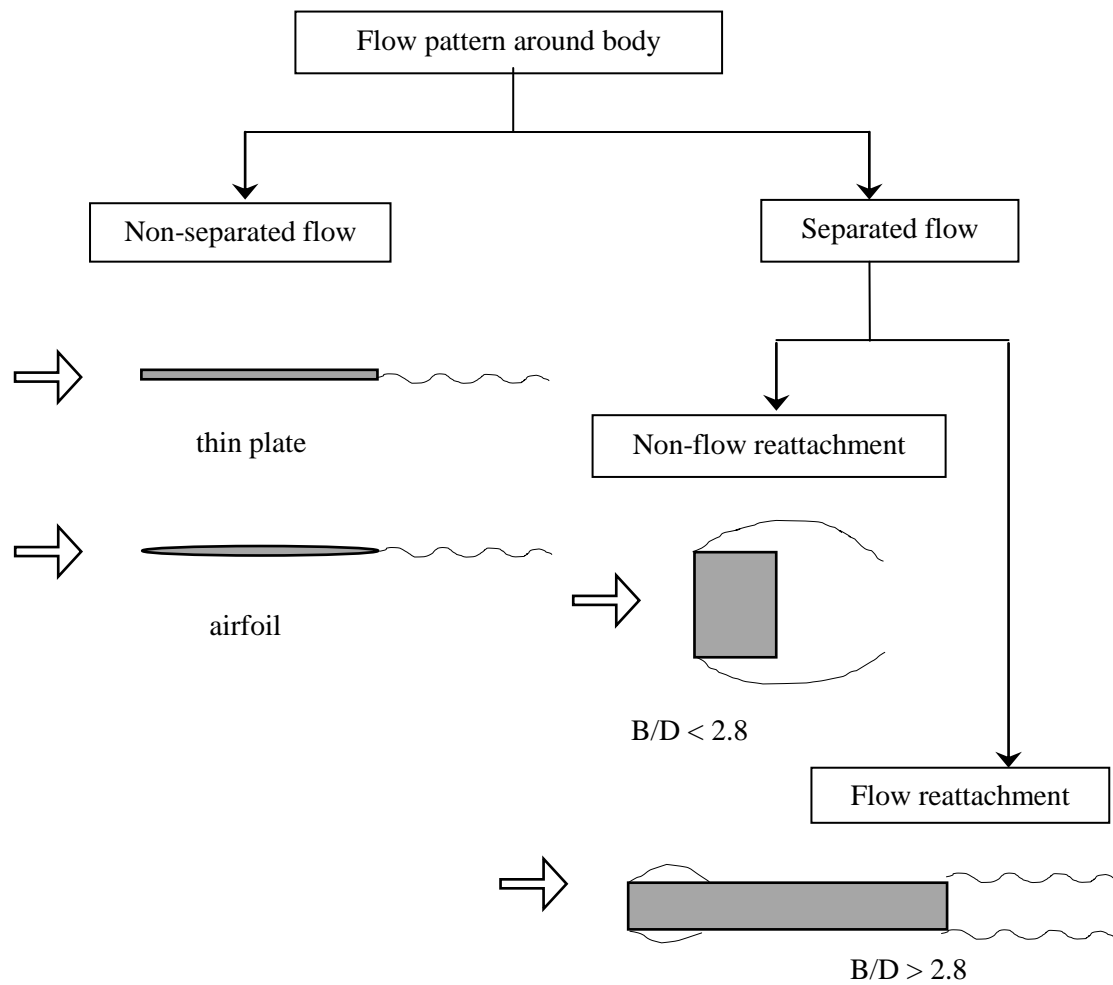 Flow pattern around body
Non-separated flow
Separated flow
thin plate
Non-flow reattachment
airfoil
B/D < 2.8
Flow reattachment
B/D > 2.8